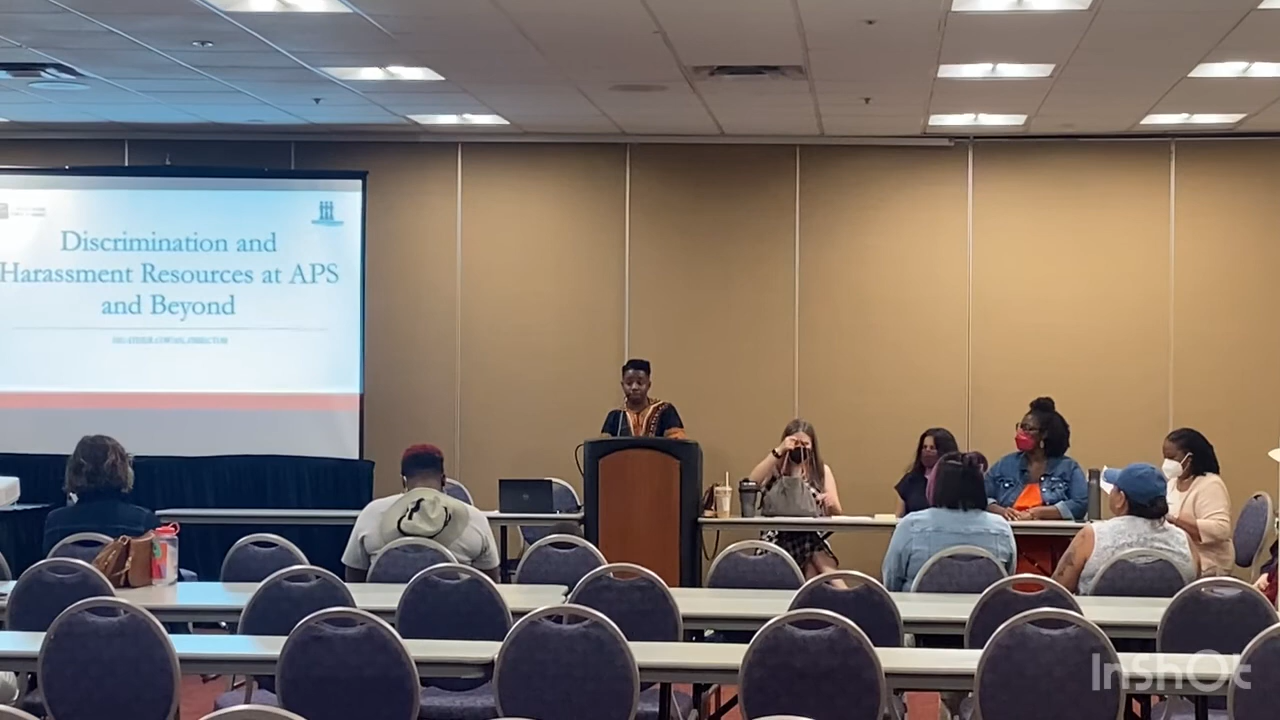 Discrimination and
Harassment Resources at APS
and Beyond
InShOt